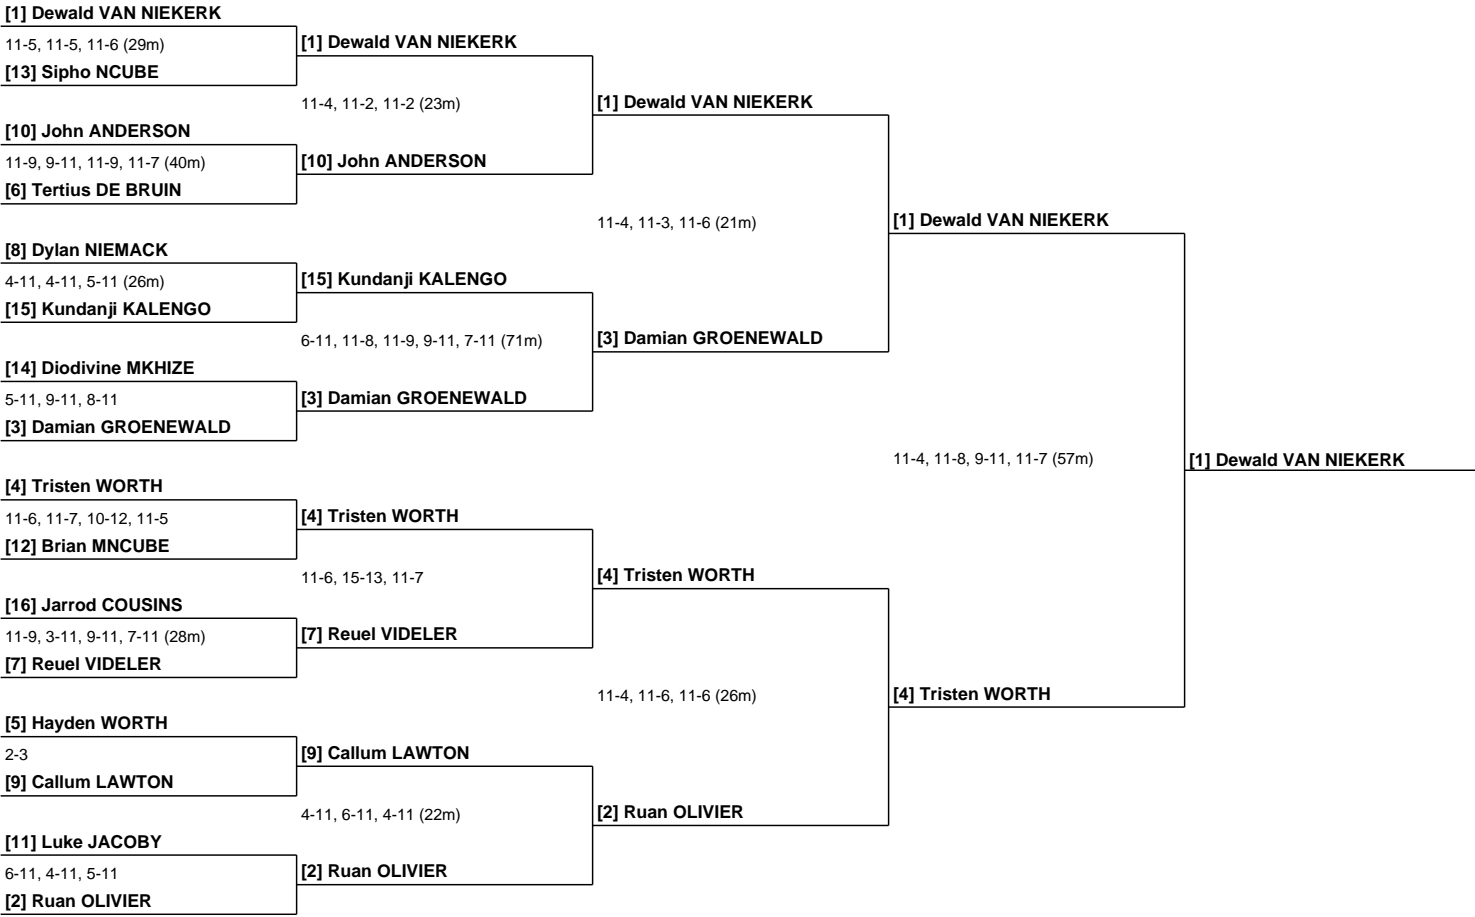 [1] Dewald VAN NIEKERK
11-5, 11-5, 11-6 (29m)
[13] Sipho NCUBE
[10] John ANDERSON
11-9, 9-11, 11-9, 11-7 (40m)
[6] Tertius DE BRUIN
[8] Dylan NIEMACK
4-11, 4-11, 5-11 (26m)
[15] Kundanji KALENGO
[14] Diodivine MKHIZE
5-11, 9-11, 8-11
[3] Damian GROENEWALD
[4] Tristen WORTH
11-6, 11-7, 10-12, 11-5
[12] Brian MNCUBE
[16] Jarrod COUSINS
11-9, 3-11, 9-11, 7-11 (28m)
[7] Reuel VIDELER
[5] Hayden WORTH
2-3
[9] Callum LAWTON
[11] Luke JACOBY
6-11, 4-11, 5-11
[2] Ruan OLIVIER
[1] Dewald VAN NIEKERK
11-4, 11-2, 11-2 (23m)
[10] John ANDERSON
[15] Kundanji KALENGO
6-11, 11-8, 11-9, 9-11, 7-11 (71m)
[3] Damian GROENEWALD
[4] Tristen WORTH
11-6, 15-13, 11-7
[7] Reuel VIDELER
[9] Callum LAWTON
4-11, 6-11, 4-11 (22m)
[2] Ruan OLIVIER
[1] Dewald VAN NIEKERK
11-4, 11-3, 11-6 (21m)
[3] Damian GROENEWALD
[4] Tristen WORTH
11-4, 11-6, 11-6 (26m)
[2] Ruan OLIVIER
[1] Dewald VAN NIEKERK
11-4, 11-8, 9-11, 11-7 (57m)
[4] Tristen WORTH
[1] Dewald VAN NIEKERK